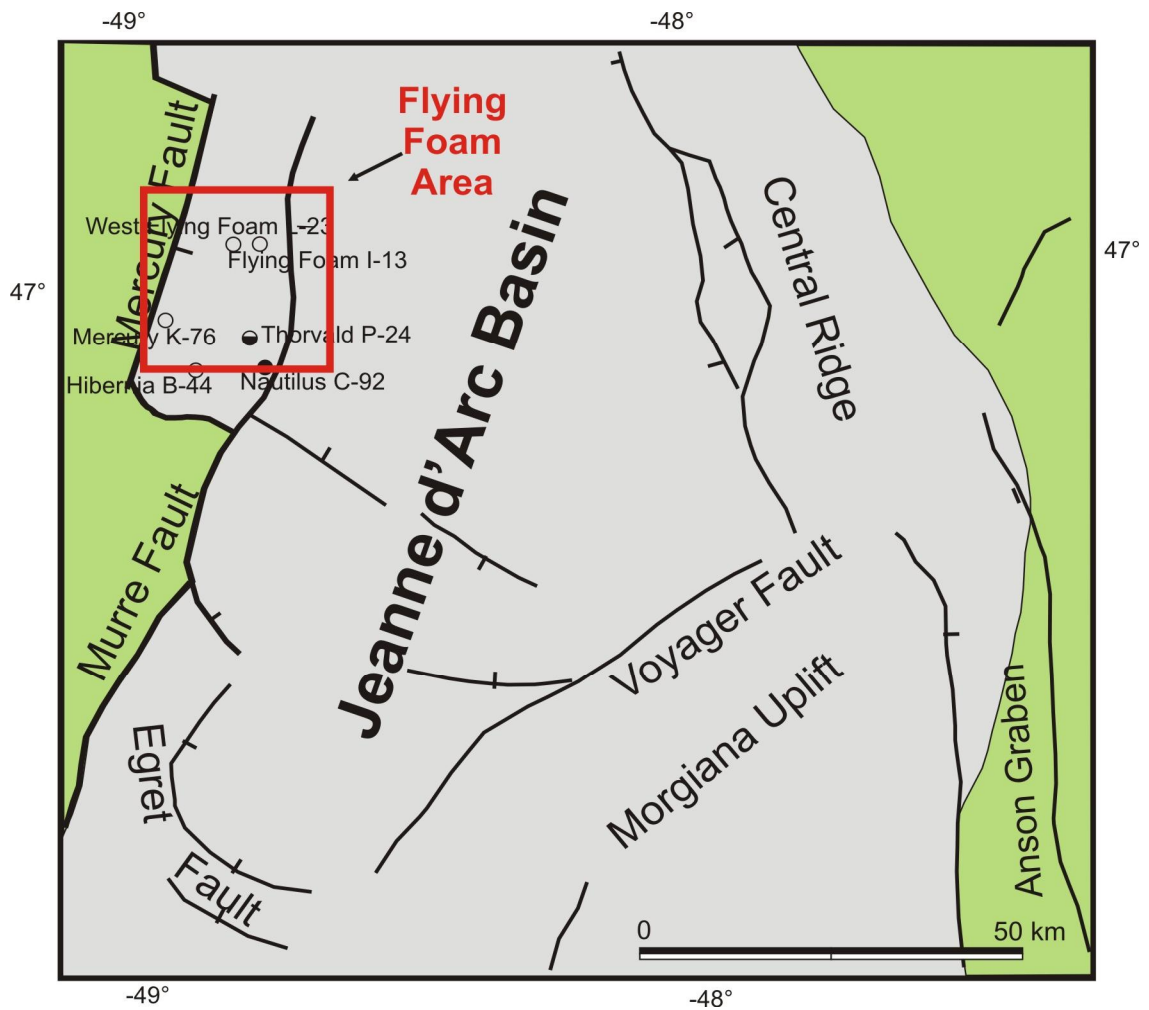 -49°
-48°
Flying
Foam
Area
Mercury Fault
West Flying Foam L-23
Flying Foam I-13
47°
47°
Mercury K-76
Thorvald P-24
Hibernia B-44
Nautilus C-92
Central Ridge
Jeanne d’Arc Basin
Murre Fault
Voyager Fault
Morgiana Uplift
Egret
Fault
Anson Graben
0
50 km
-49°
-48°